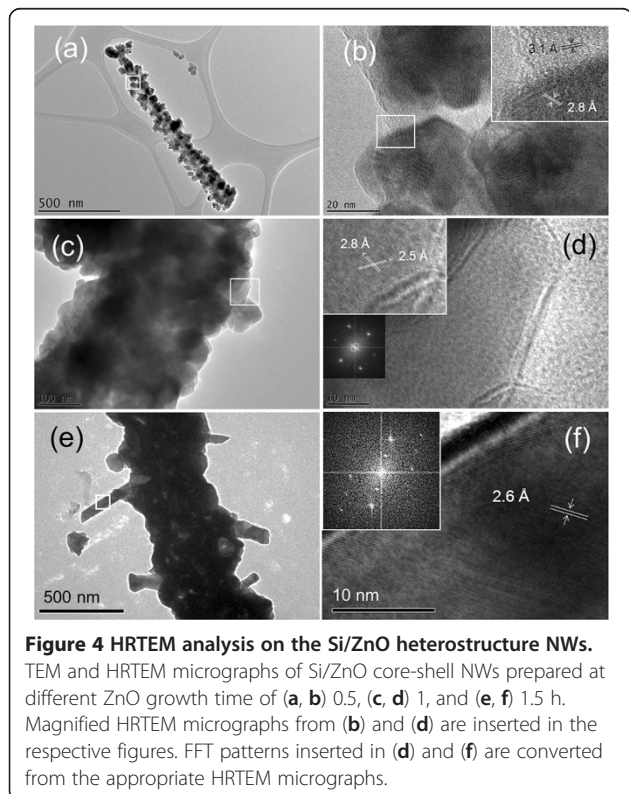 (a)
500 nm
(b)
3.1 Å
2.8 Å
20 nm
(c)
100 nm
(d)
2.8 Å
2.5 Å
10 nm
(e)
500 nm
(f)
2.6 Å
10 nm
Figure 4 HRTEM analysis on the Si/ZnO heterostructure NWs.
TEM and HRTEM micrographs of Si/ZnO core-shell NWs prepared at
different ZnO growth time of (a, b) 0.5, (c, d) 1, and (e, f) 1.5 h.
Magnified HRTEM micrographs from (b) and (d) are inserted in the
respective figures. FFT patterns inserted in (d) and (f) are converted
from the appropriate HRTEM micrographs.